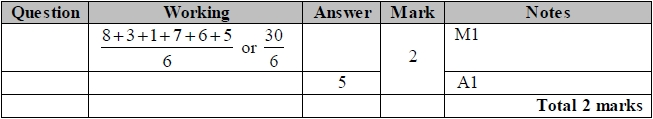 Question Working Answer Mark Notes
8+3+1+7+6+5 / 6 or 30 / 6 M1
2
5 A1
Total 2 marks